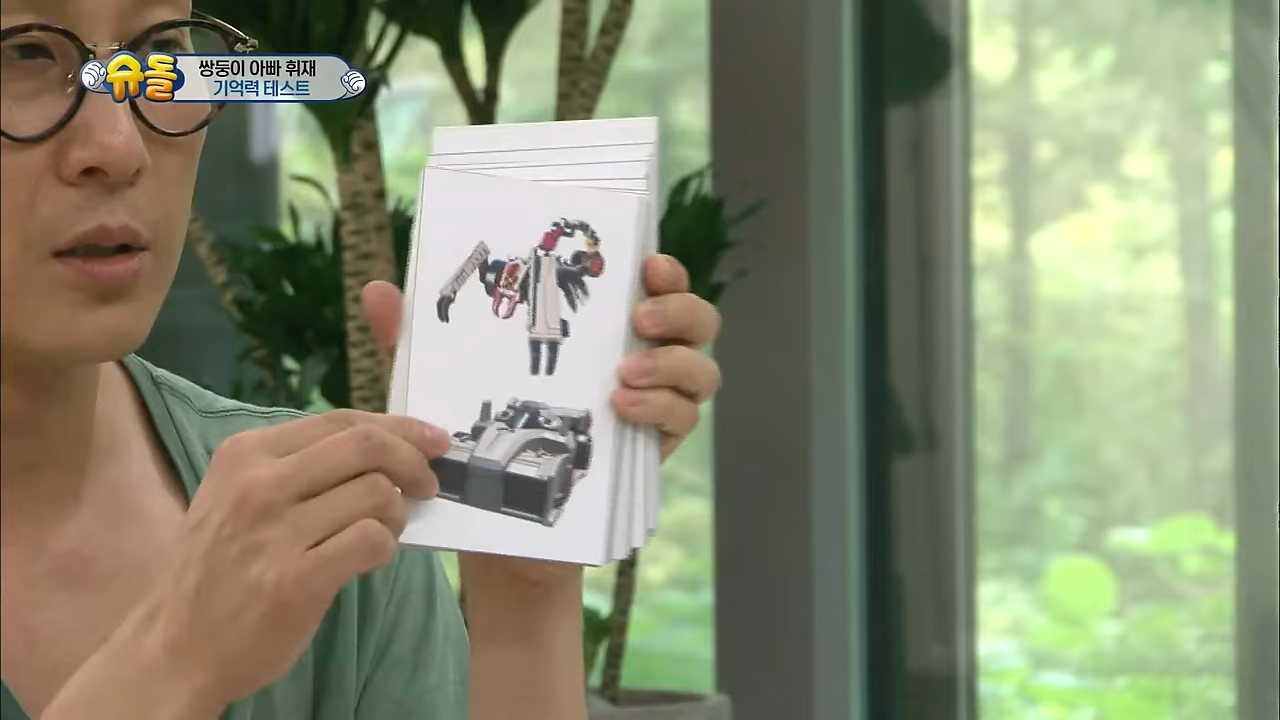 슈돌
쌍둥이 아빠 휘재
기억력 테스트